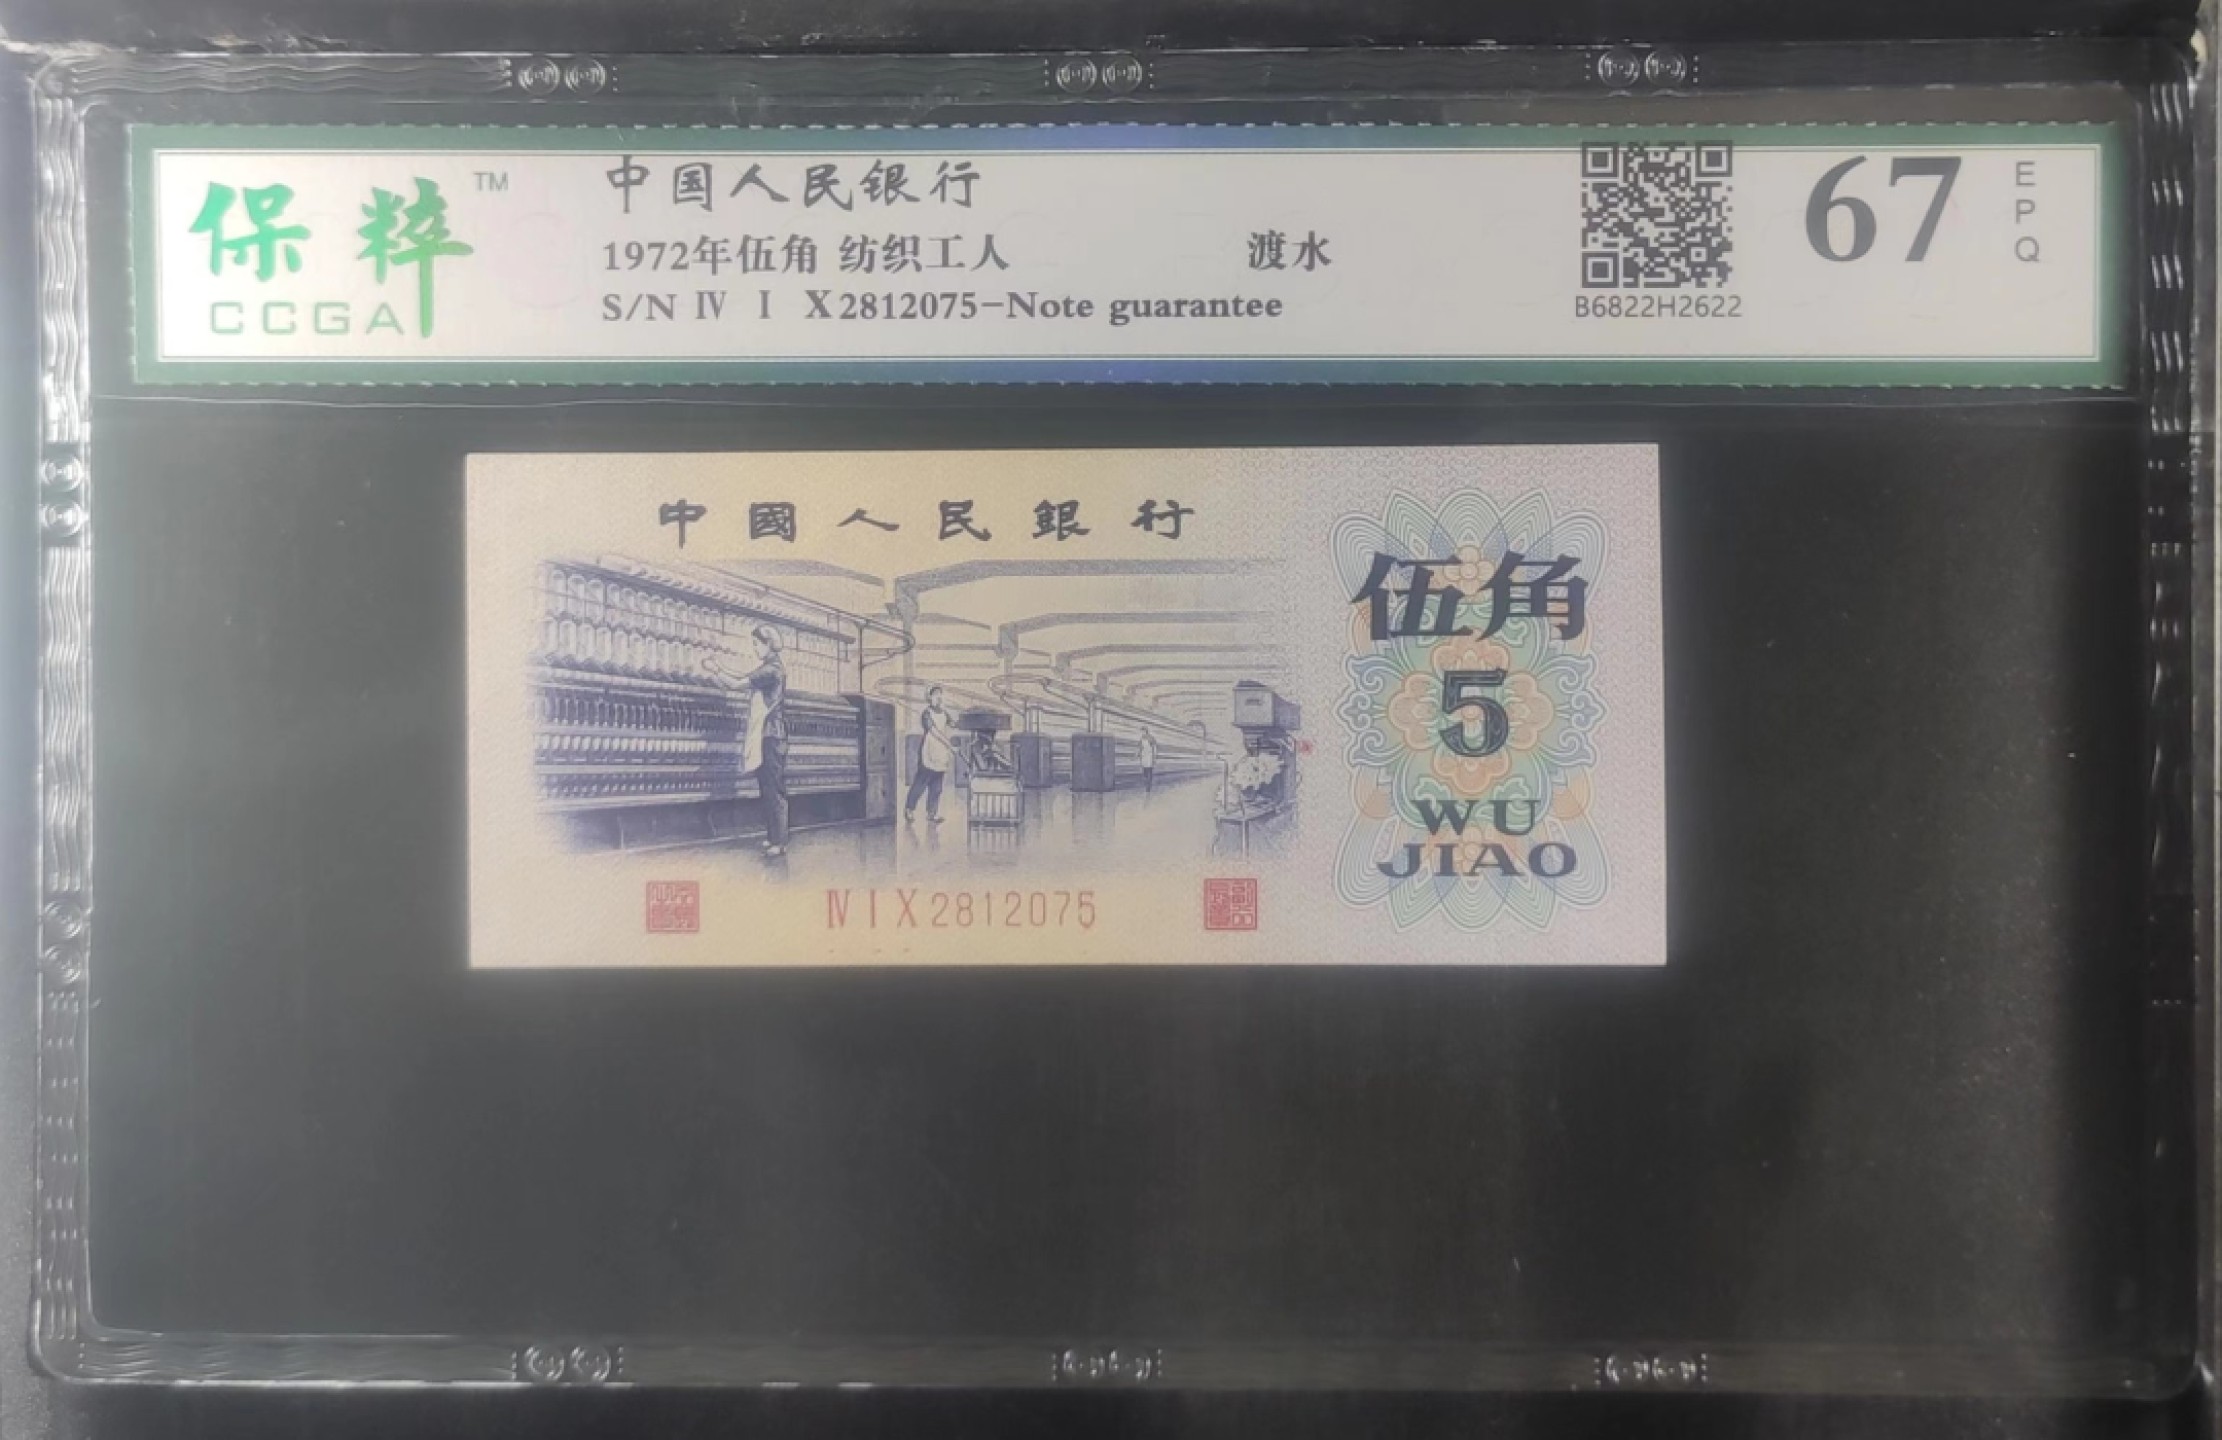 保粹 TM
CCGA
中国人民银行
1972年伍角 纺织工人 渡水
S/N Ⅳ Ⅰ Ⅹ2812075-Note guarantee
B6822H2622
67
EPQ
中國人民銀行
伍角
5
WU
JIAO
ⅣⅠⅩ2812075